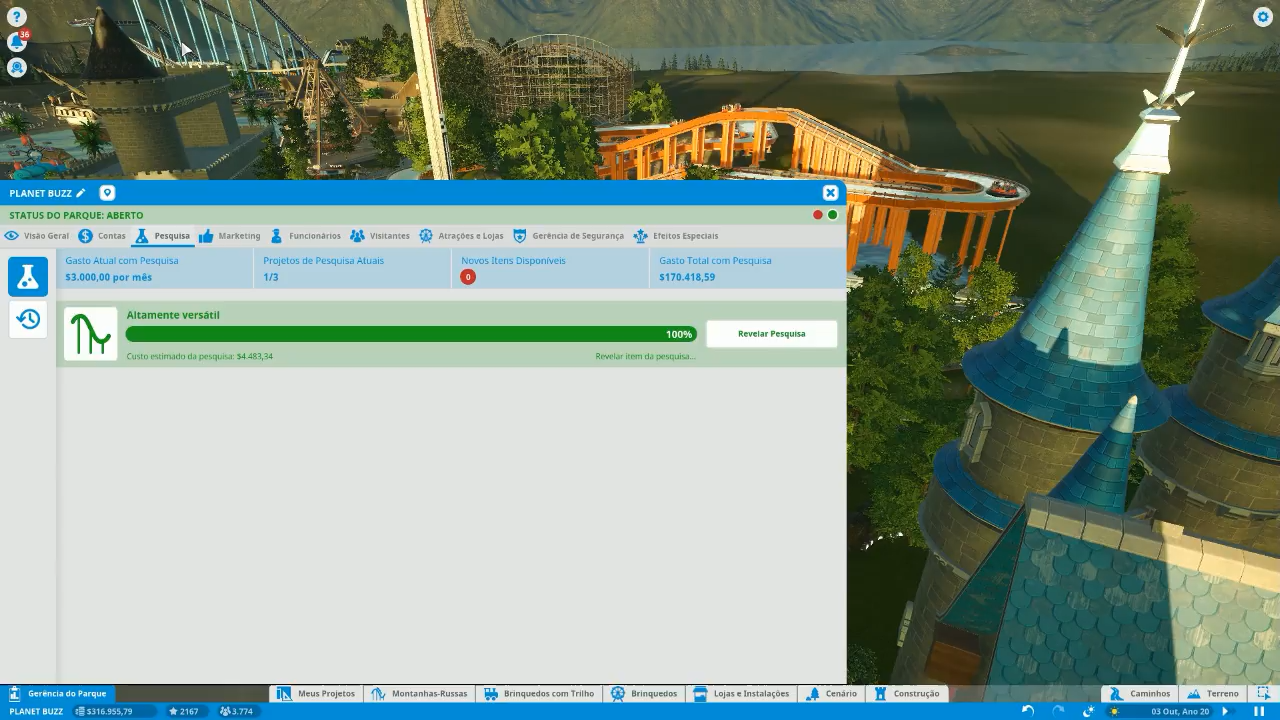 ?
36
PLANET BUZZ
STATUS DO PARQUE: ABERTO
Visão Geral
Contas
Pesquisa
Marketing
Funcionários
Visitantes
Atrações e Lojas
Gerência de Segurança
Efeitos Especiais
Gasto Atual com Pesquisa
Projetos de Pesquisa Atuais
Novos Itens Disponíveis
Gasto Total com Pesquisa
$3.000,00 por mês
1/3
0
$170.418,59
Altamente versátil
100%
Revelar Pesquisa
Custo estimado da pesquisa: $4.483,34
Revelar item da pesquisa...
Gerência do Parque
Meus Projetos
Montanhas-Russas
Brinquedos com Trilho
Brinquedos
Lojas e Instalações
Cenário
Construção
Caminhos
Terreno
PLANET BUZZ
$316.955,79
2167
3.774
03 Out, Ano 20